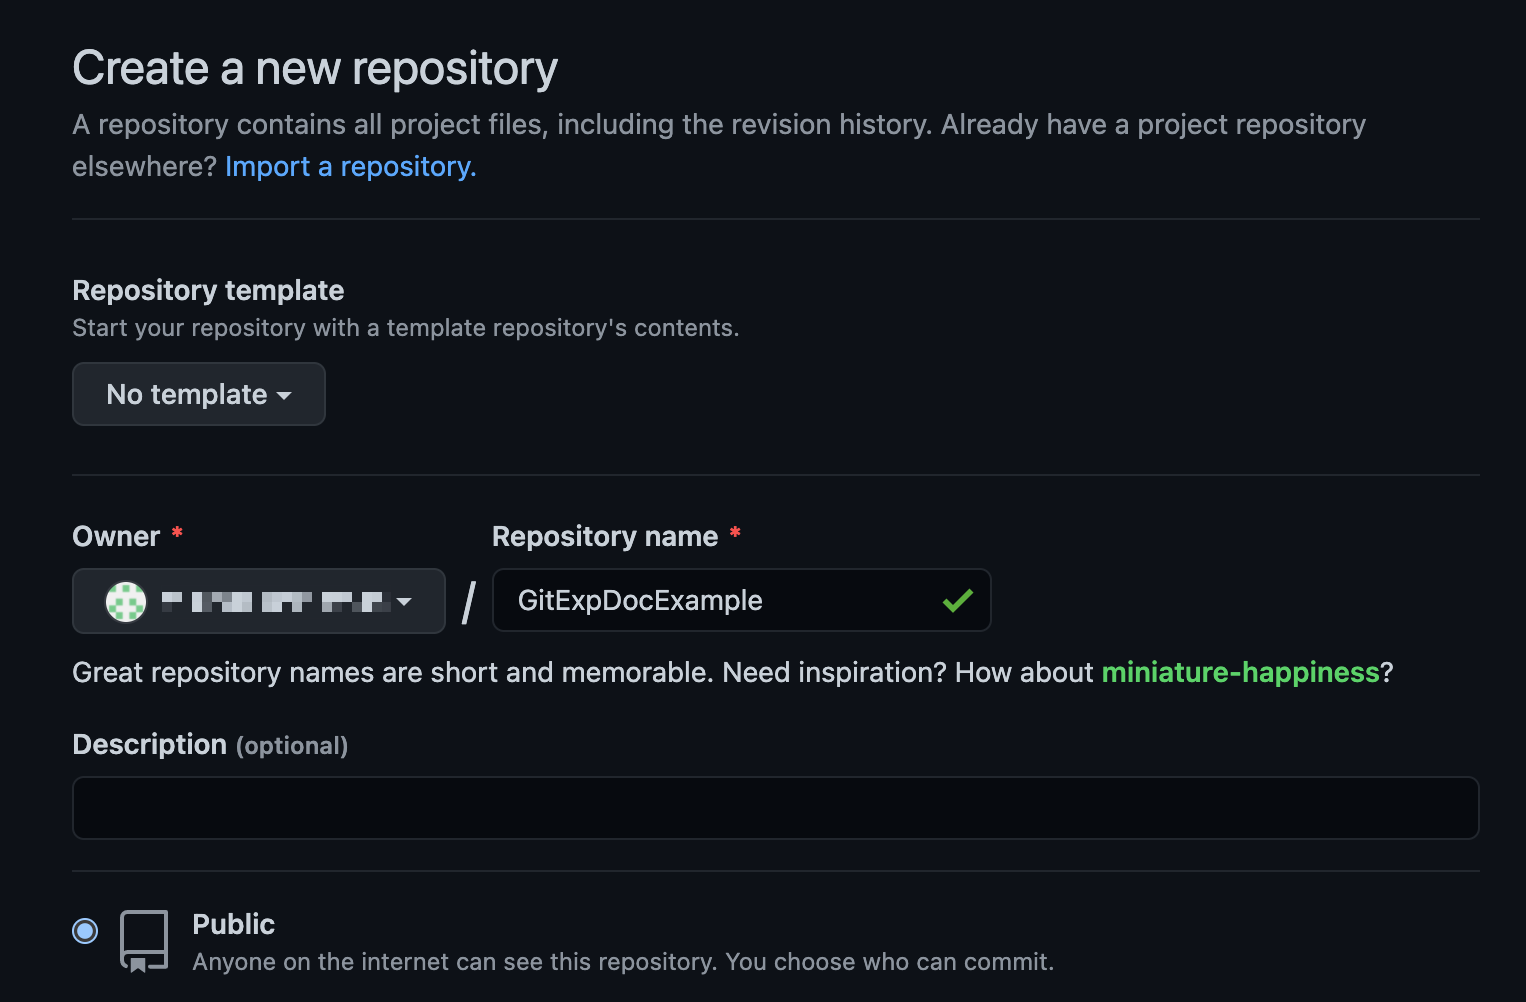 Create a new repository
A repository contains all project files, including the revision history. Already have a project repository
elsewhere? Import a repository.
Repository template
Start your repository with a template repository's contents.
No template
Owner *
Repository name *
/
GitExpDocExample
Great repository names are short and memorable. Need inspiration? How about miniature-happiness?
Description (optional)
Public
Anyone on the internet can see this repository. You choose who can commit.